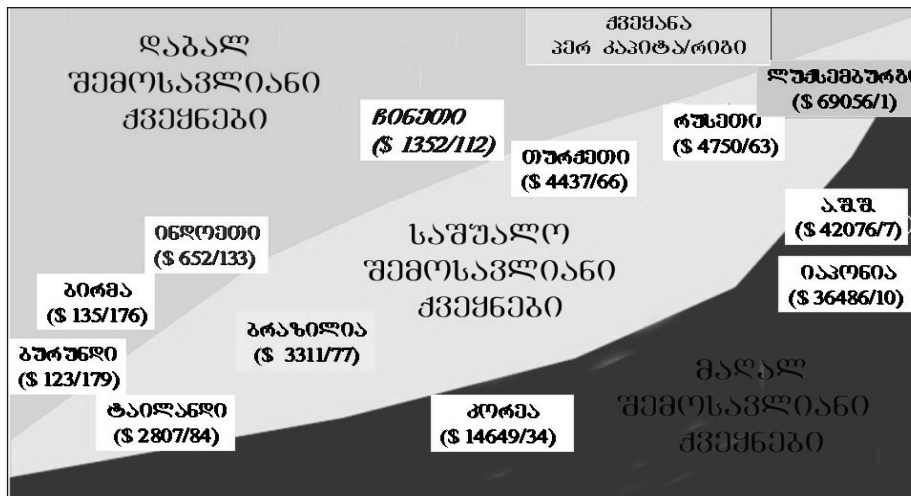 ქვეყანა
პერ კაპიტა/რიგი
დაბალ
შემოსავლიანი
ქვეყნები
ლუქსემბურგი
($ 69056/1)
ჩინეთი
($ 1352/112)
რუსეთი
($ 4750/63)
თურქეთი
($ 4437/66)
ა.შ.შ.
($ 42076/7)
ინდოეთი
($ 652/133)
საშუალო
შემოსავლიანი
ქვეყნები
იაპონია
($ 36486/10)
ბირმა
($ 135/176)
ბრაზილია
($ 3311/77)
ბურუნდი
($ 123/179)
მაღალ
შემოსავლიანი
ქვეყნები
ტაილანდი
($ 2807/84)
კორეა
($ 14649/34)